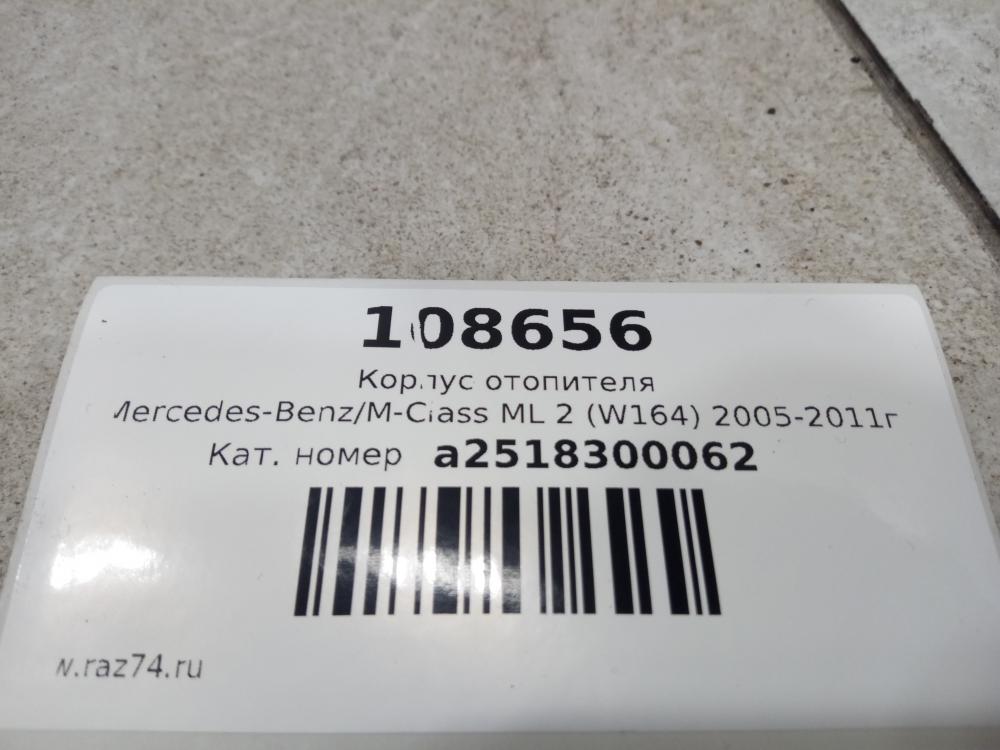 108656
Корпус отопителя
Mercedes-Benz/M-Class ML 2 (W164) 2005-2011г
Кат. номер a2518300062
w.raz74.ru